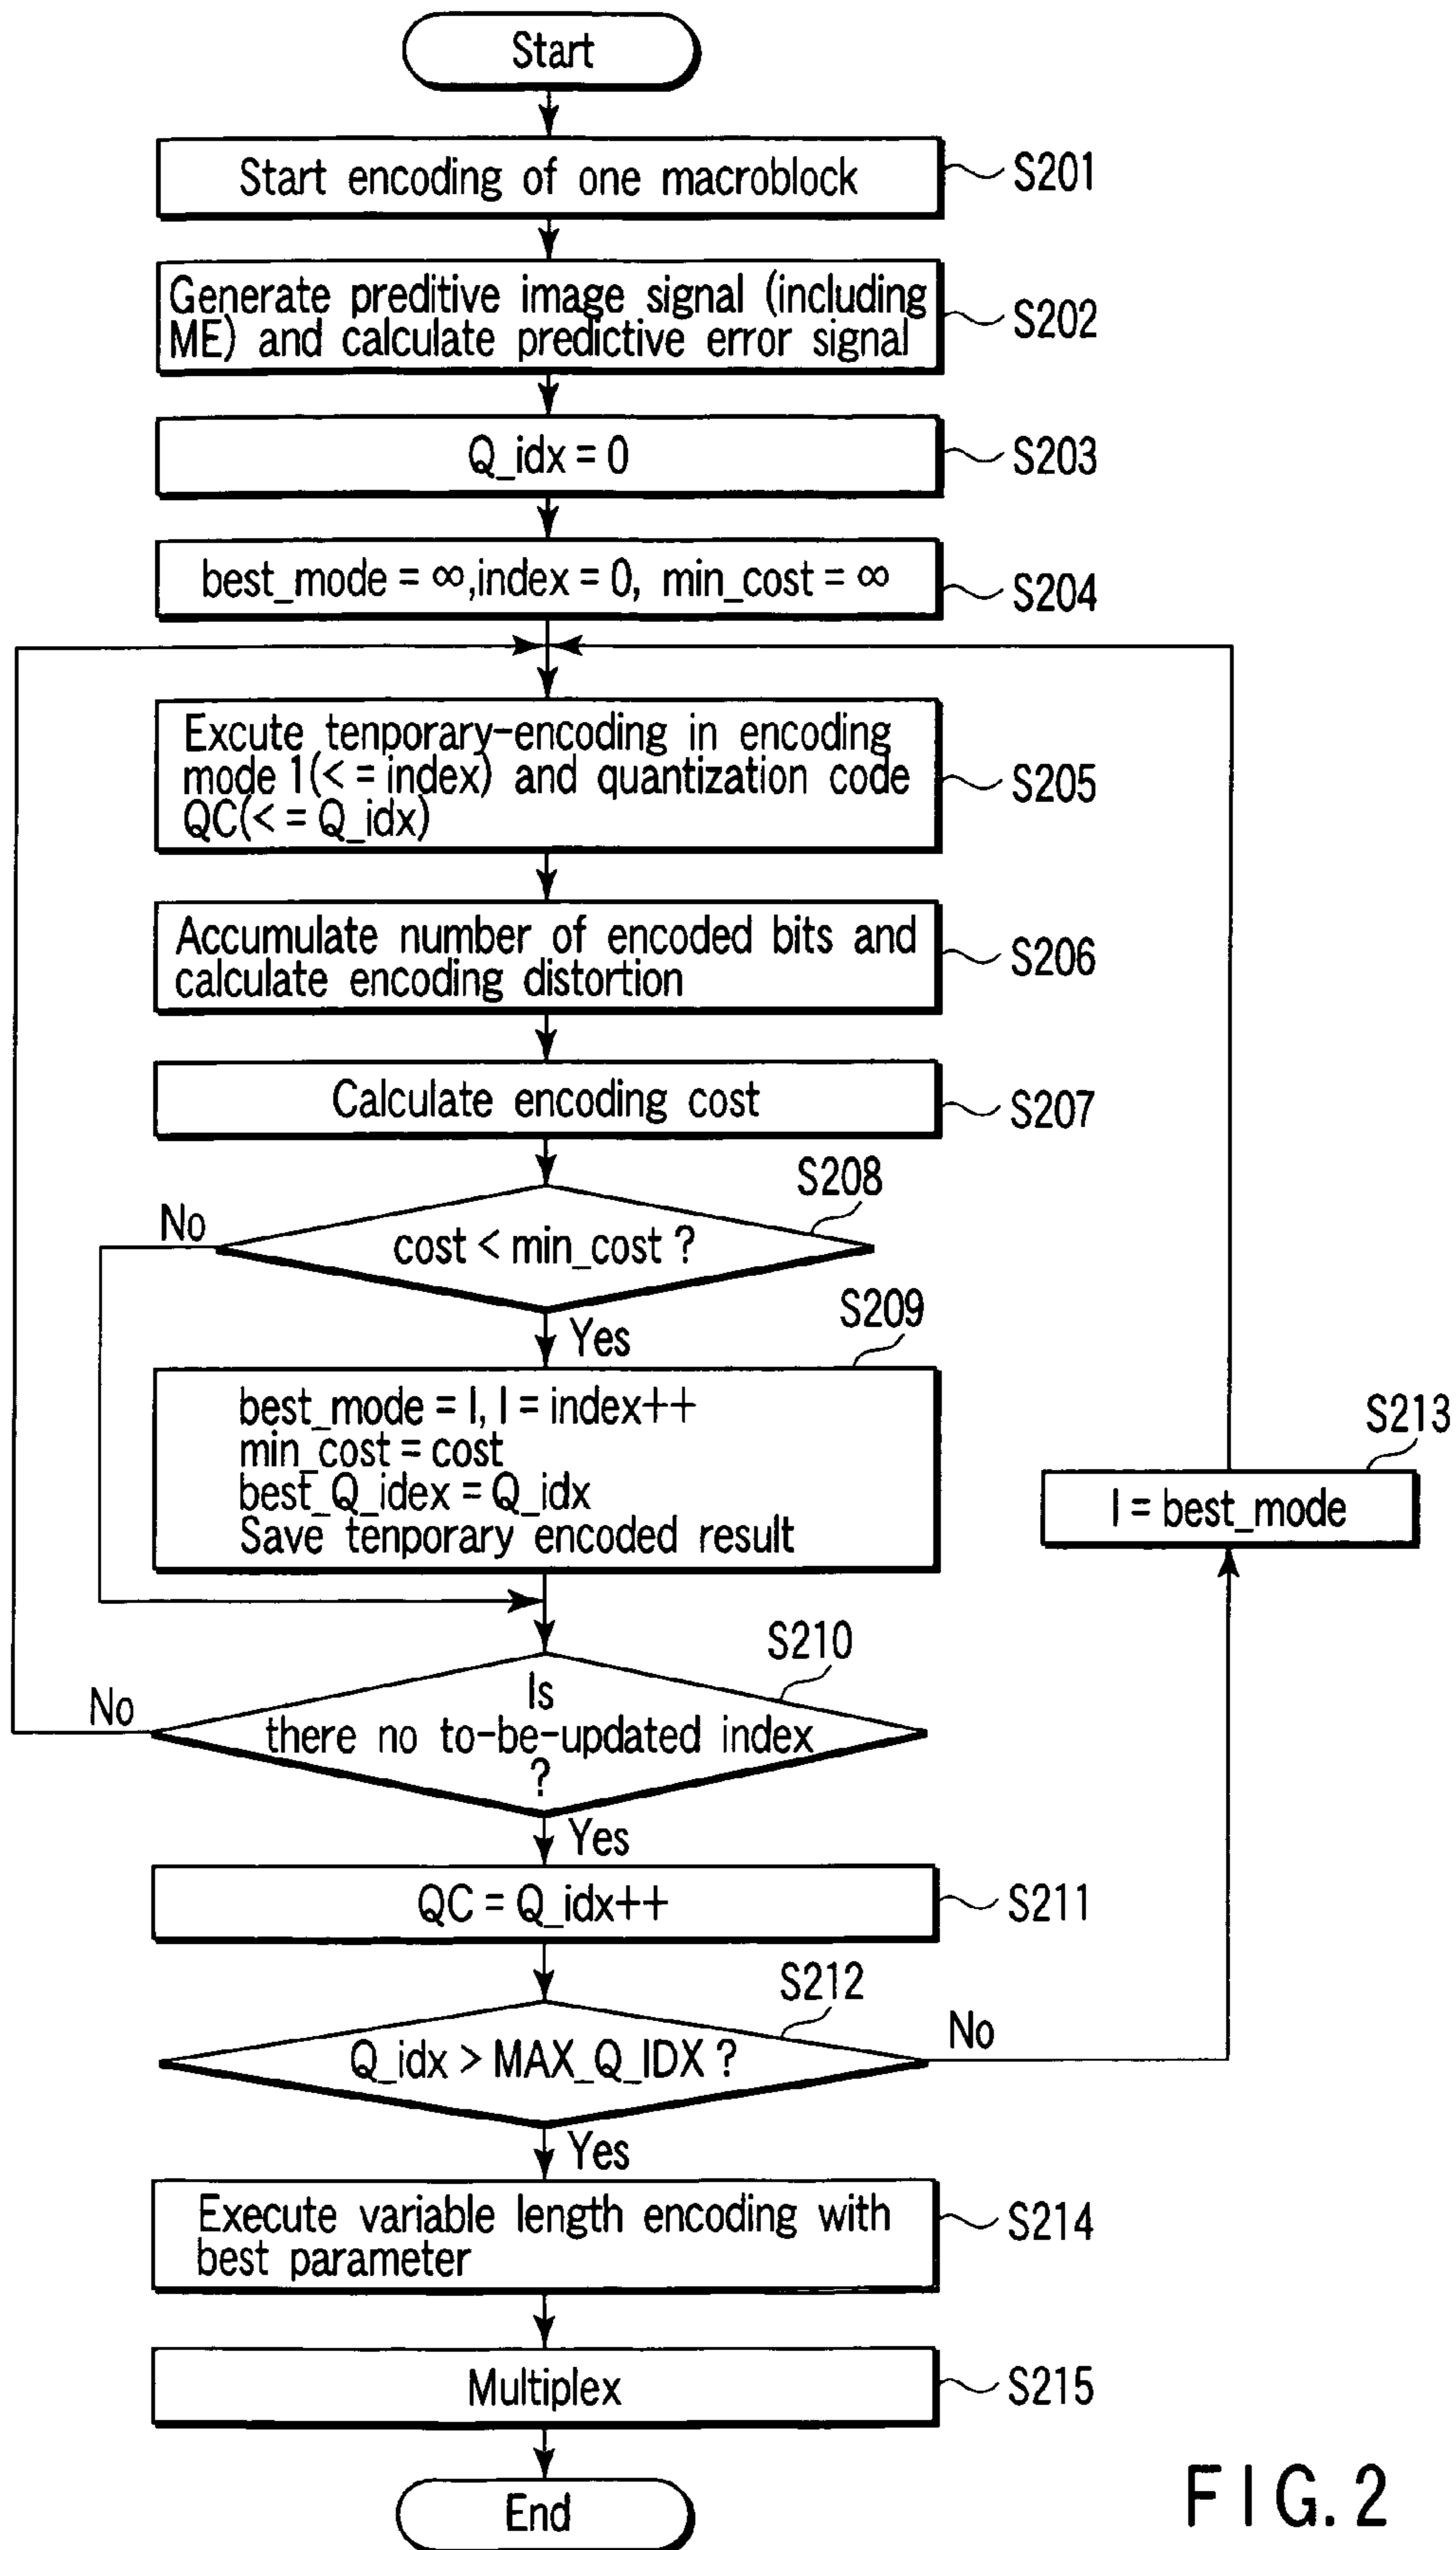 Start
Start encoding of one macroblock
S201
Generate preditive image signal (including
ME) and calculate predictive error signal
S202
Q_idx = 0
S203
best_mode = ∞,index = 0, min_cost = ∞
S204
Excute tenporary-encoding in encoding
mode 1(< = index) and quantization code
QC(< = Q_idx)
S205
Accumulate number of encoded bits and
calculate encoding distortion
S206
Calculate encoding cost
S207
S208
No
cost < min_cost ?
Yes
S209
best_mode = I, I = index++
min_cost = cost
best_Q_idex = Q_idx
Save tenporary encoded result
S213
I = best_mode
S210
No
Is
there no to-be-updated index
?
Yes
QC = Q_idx++
S211
S212
No
Q_idx > MAX_Q_IDX ?
Yes
Execute variable length encoding with
best parameter
S214
Multiplex
S215
End
FIG. 2